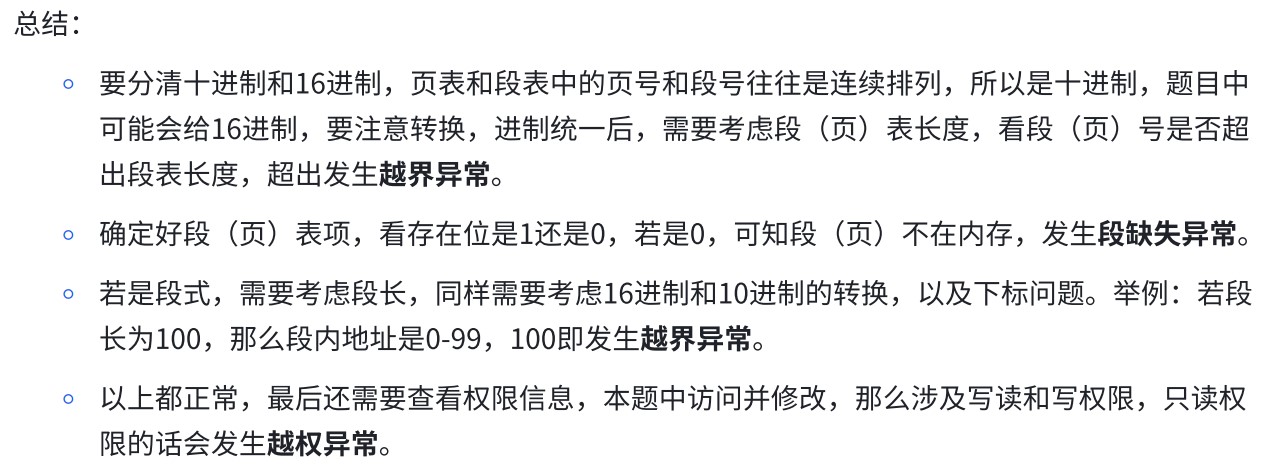 总结：
要分清十进制和16进制，页表和段表中的页号和段号往往是连续排列，所以是十进制，题目中
可能会给16进制，要注意转换，进制统一后，需要考虑段（页）表长度，看段（页）号是否超
出段表长度，超出发生越界异常。
确定好段（页）表项，看存在位是1还是0，若是0，可知段（页）不在内存，发生段缺失异常。
若是段式，需要考虑段长，同样需要考虑16进制和10进制的转换，以及下标问题。举例：若段
长为100，那么段内地址是0-99，100即发生越界异常。
以上都正常，最后还需要查看权限信息，本题中访问并修改，那么涉及写读和写权限，只读权
限的话会发生越权异常。